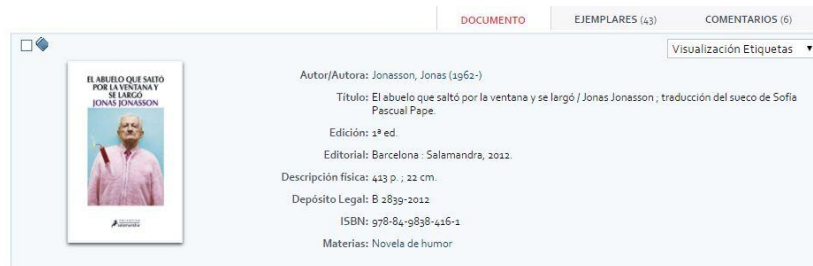 DOCUMENTO
EJEMPLARES (43)
COMENTARIOS (6)
Visualización Etiquetas
EL ABUELO QUE SALTÓ
POR LA VENTANA Y
SE LARGÓ
JONAS JONASSON
salamandra
Autor/Autora: Jonasson, Jonas (1962-)
Título: El abuelo que saltó por la ventana y se largó / Jonas Jonasson ; traducción del sueco de Sofía
Pascual Pape.
Edición: 1ª ed.
Editorial: Barcelona : Salamandra, 2012.
Descripción física: 413 p. ; 22 cm.
Depósito Legal: B 2839-2012
ISBN: 978-84-9838-416-1
Materias: Novela de humor